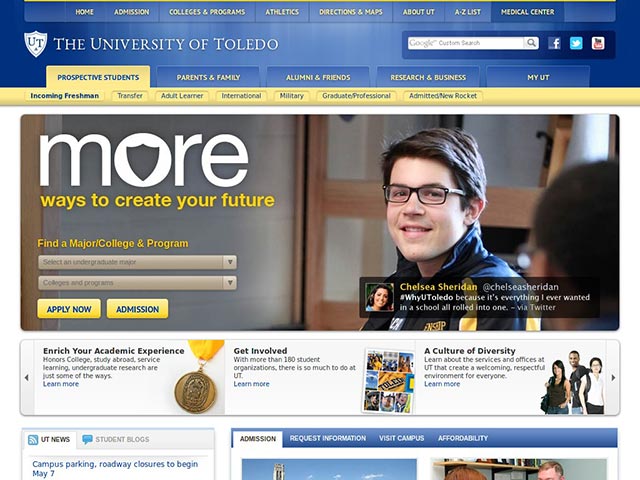 HOME
ADMISSION
COLLEGES & PROGRAMS
ATHLETICS
DIRECTIONS & MAPS
ABOUT UT
A-Z LIST
MEDICAL CENTER
UT
THE UNIVERSITY OF TOLEDO
Google™ Custom Search
PROSPECTIVE STUDENTS
PARENTS & FAMILY
ALUMNI & FRIENDS
RESEARCH & BUSINESS
MY UT
Incoming Freshman
Transfer
Adult Learner
International
Military
Graduate/Professional
Admitted/New Rocket
more
ways to create your future
Find a Major/College & Program
Select an undergraduate major
Colleges and programs
APPLY NOW
ADMISSION
Chelsea Sheridan @chelseasheridan
#WhyUToledo because it's everything I ever wanted
in a school all rolled into one. – via Twitter
Enrich Your Academic Experience
Honors College, study abroad, service
learning, undergraduate research are
just some of the ways.
Learn more
Get Involved
With more than 180 student
organizations, there is so much to do at
UT.
Learn more
A Culture of Diversity
Learn about the services and offices at
UT that create a welcoming, respectful
environment for everyone.
Learn more
UT NEWS
STUDENT BLOGS
Campus parking, roadway closures to begin
May 7
ADMISSION
REQUEST INFORMATION
VISIT CAMPUS
AFFORDABILITY